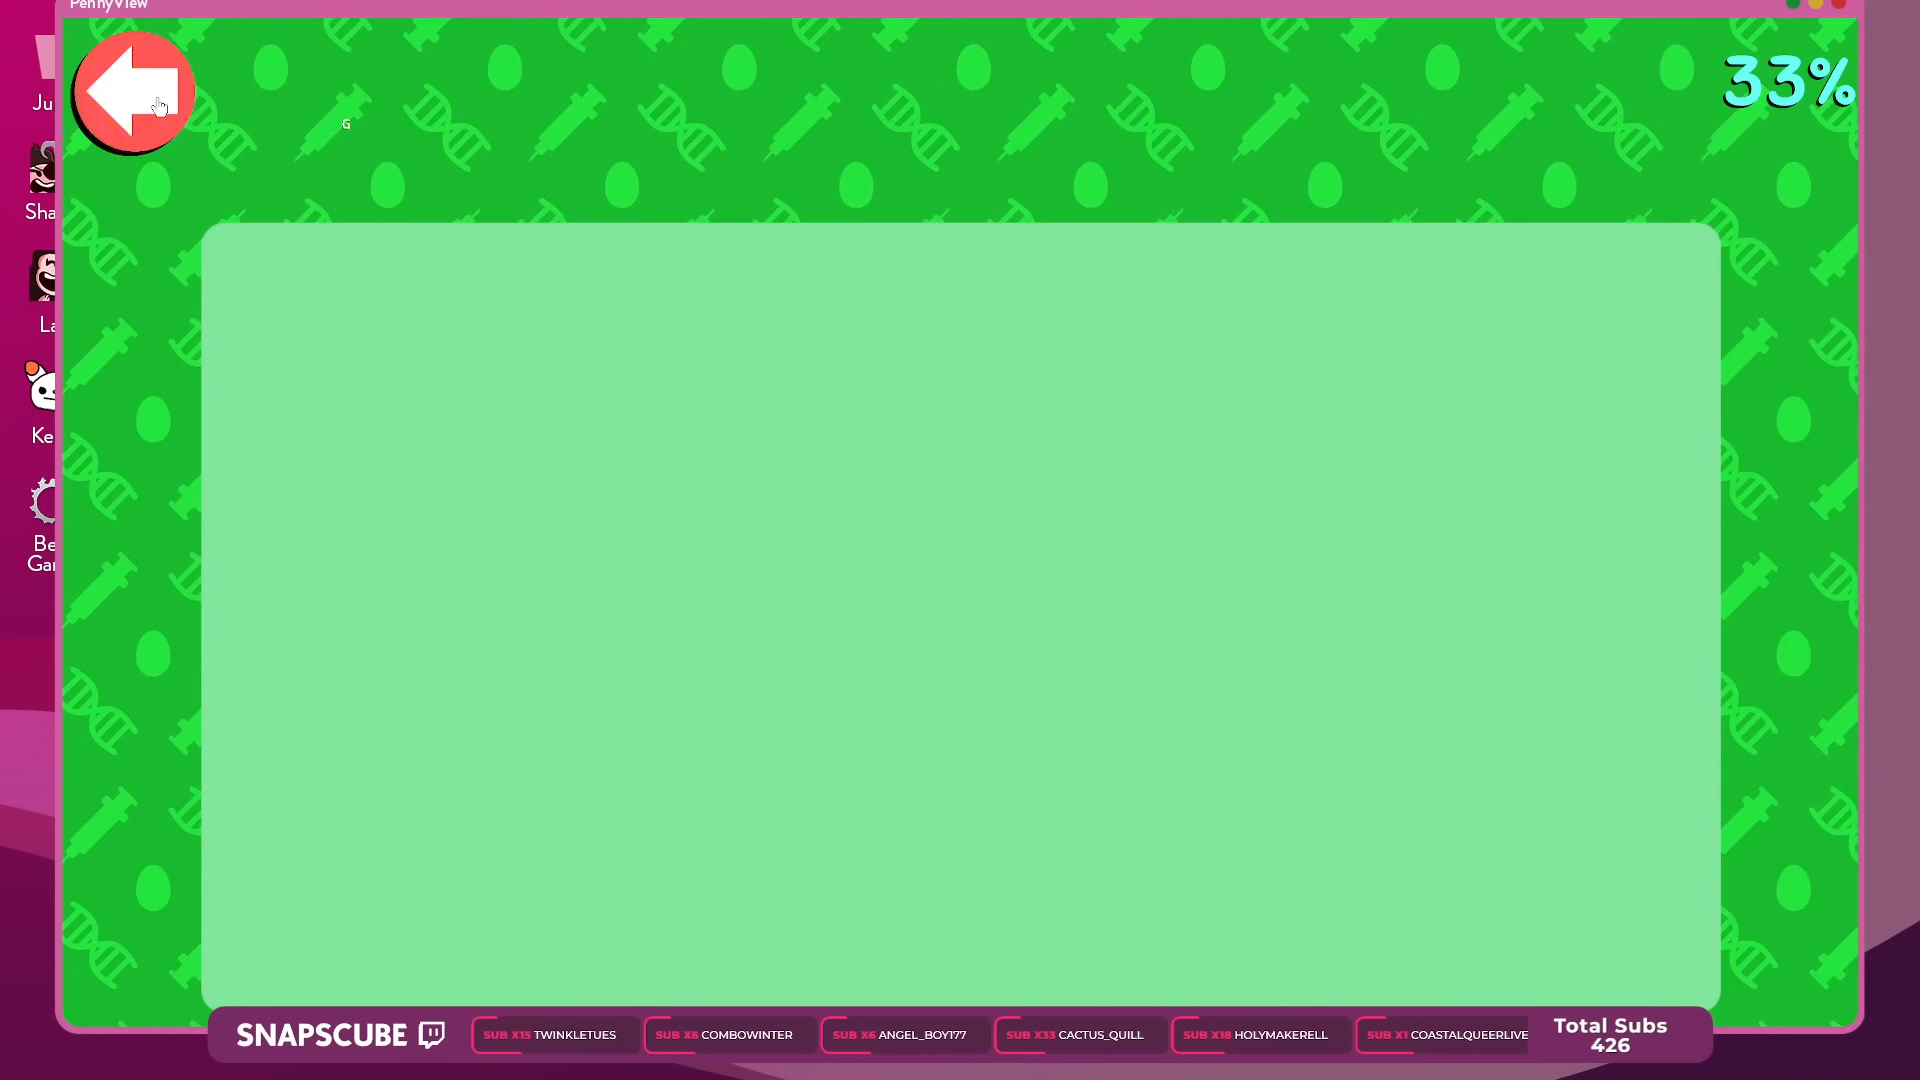 PennyView
33%
G
Ju
Sha
La
Ke
Be
Gar
SNAPSCUBE
SUB X15 TWINKLETUES
SUB X6 COMBOWINTER
SUB X6 ANGEL_BOY177
SUB X33 CACTUS_QUILL
SUB X18 HOLYMAKERELL
SUB X1 COASTALQUEERLIVE
Total Subs
426